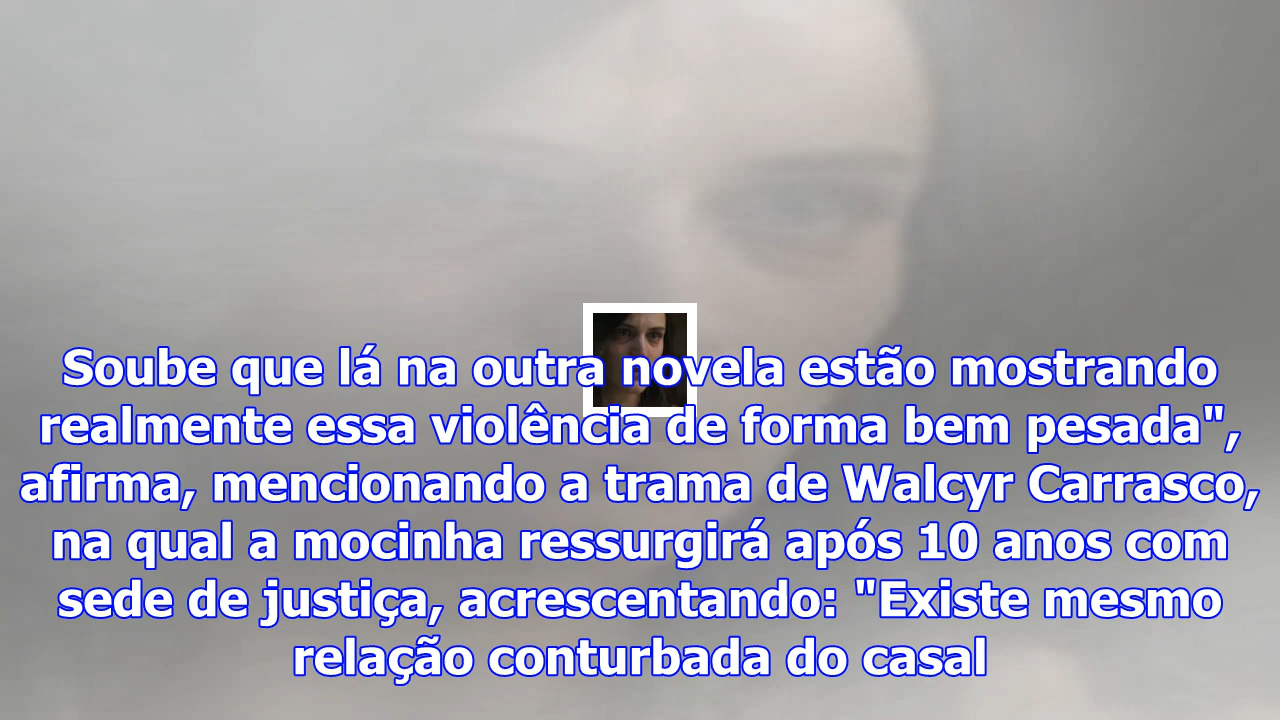 Soube que lá na outra novela estão mostrando
realmente essa violência de forma bem pesada",
afirma, mencionando a trama de Walcyr Carrasco,
na qual a mocinha ressurgirá após 10 anos com
sede de justiça, acrescentando: "Existe mesmo
relação conturbada do casal